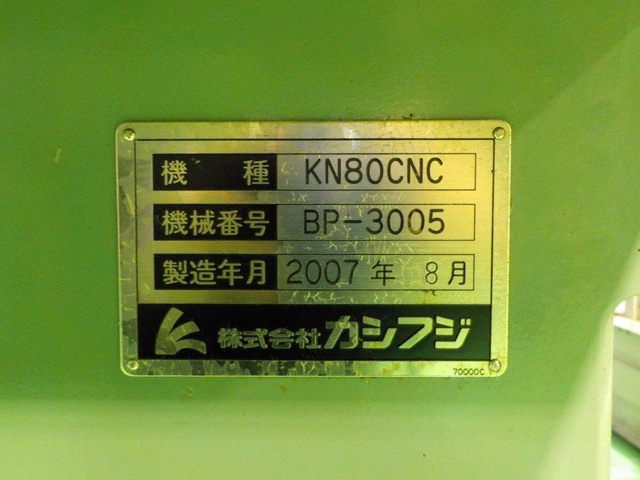 機種 KN80CNC
機械番号 BP-3005
製造年月 2007年 8月
株式会社カシフジ
70000C